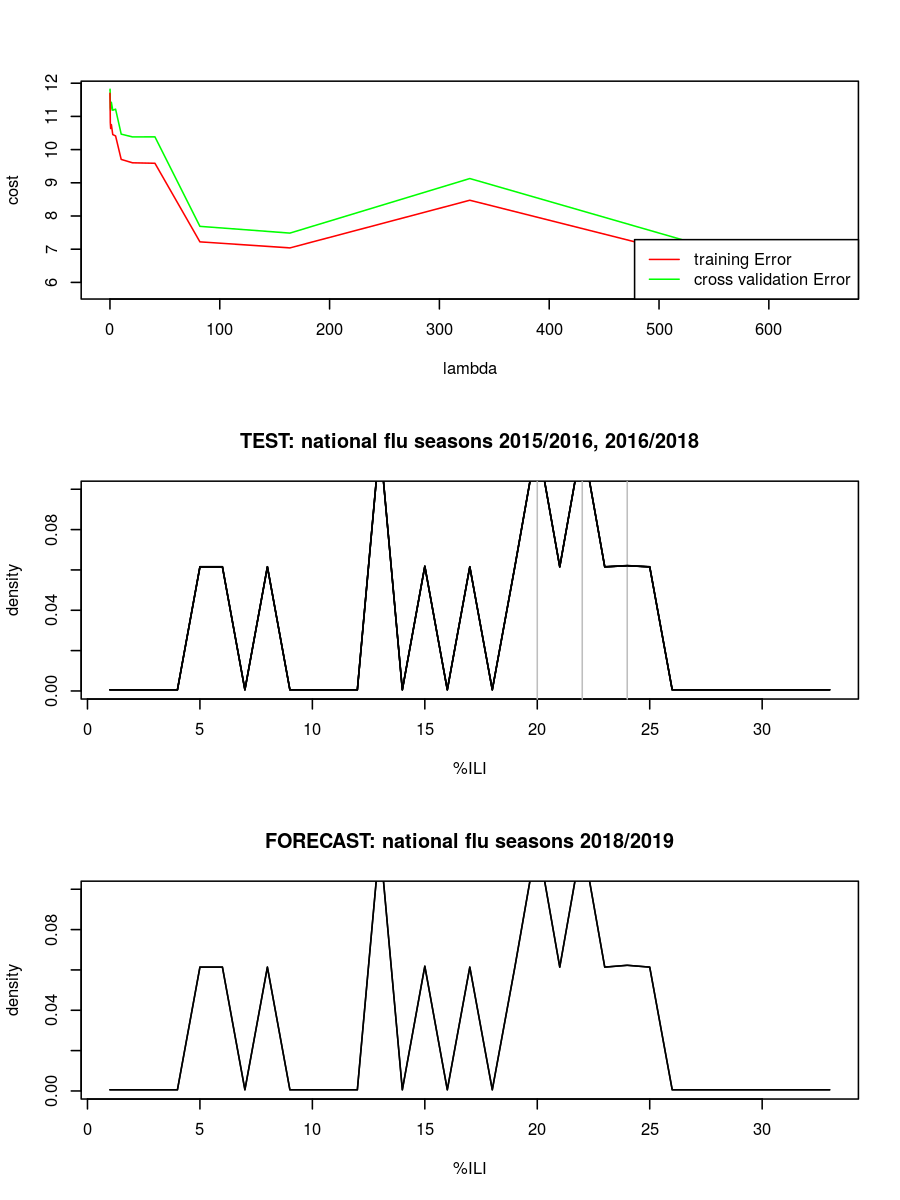 12
11
10
9
8
7
6
cost
training Error
cross validation Error
0 100 200 300 400 500 600
lambda
TEST: national flu seasons 2015/2016, 2016/2018
0.08
0.04
0.00
density
0 5 10 15 20 25 30
%ILI
FORECAST: national flu seasons 2018/2019
0.08
0.04
0.00
density
0 5 10 15 20 25 30
%ILI